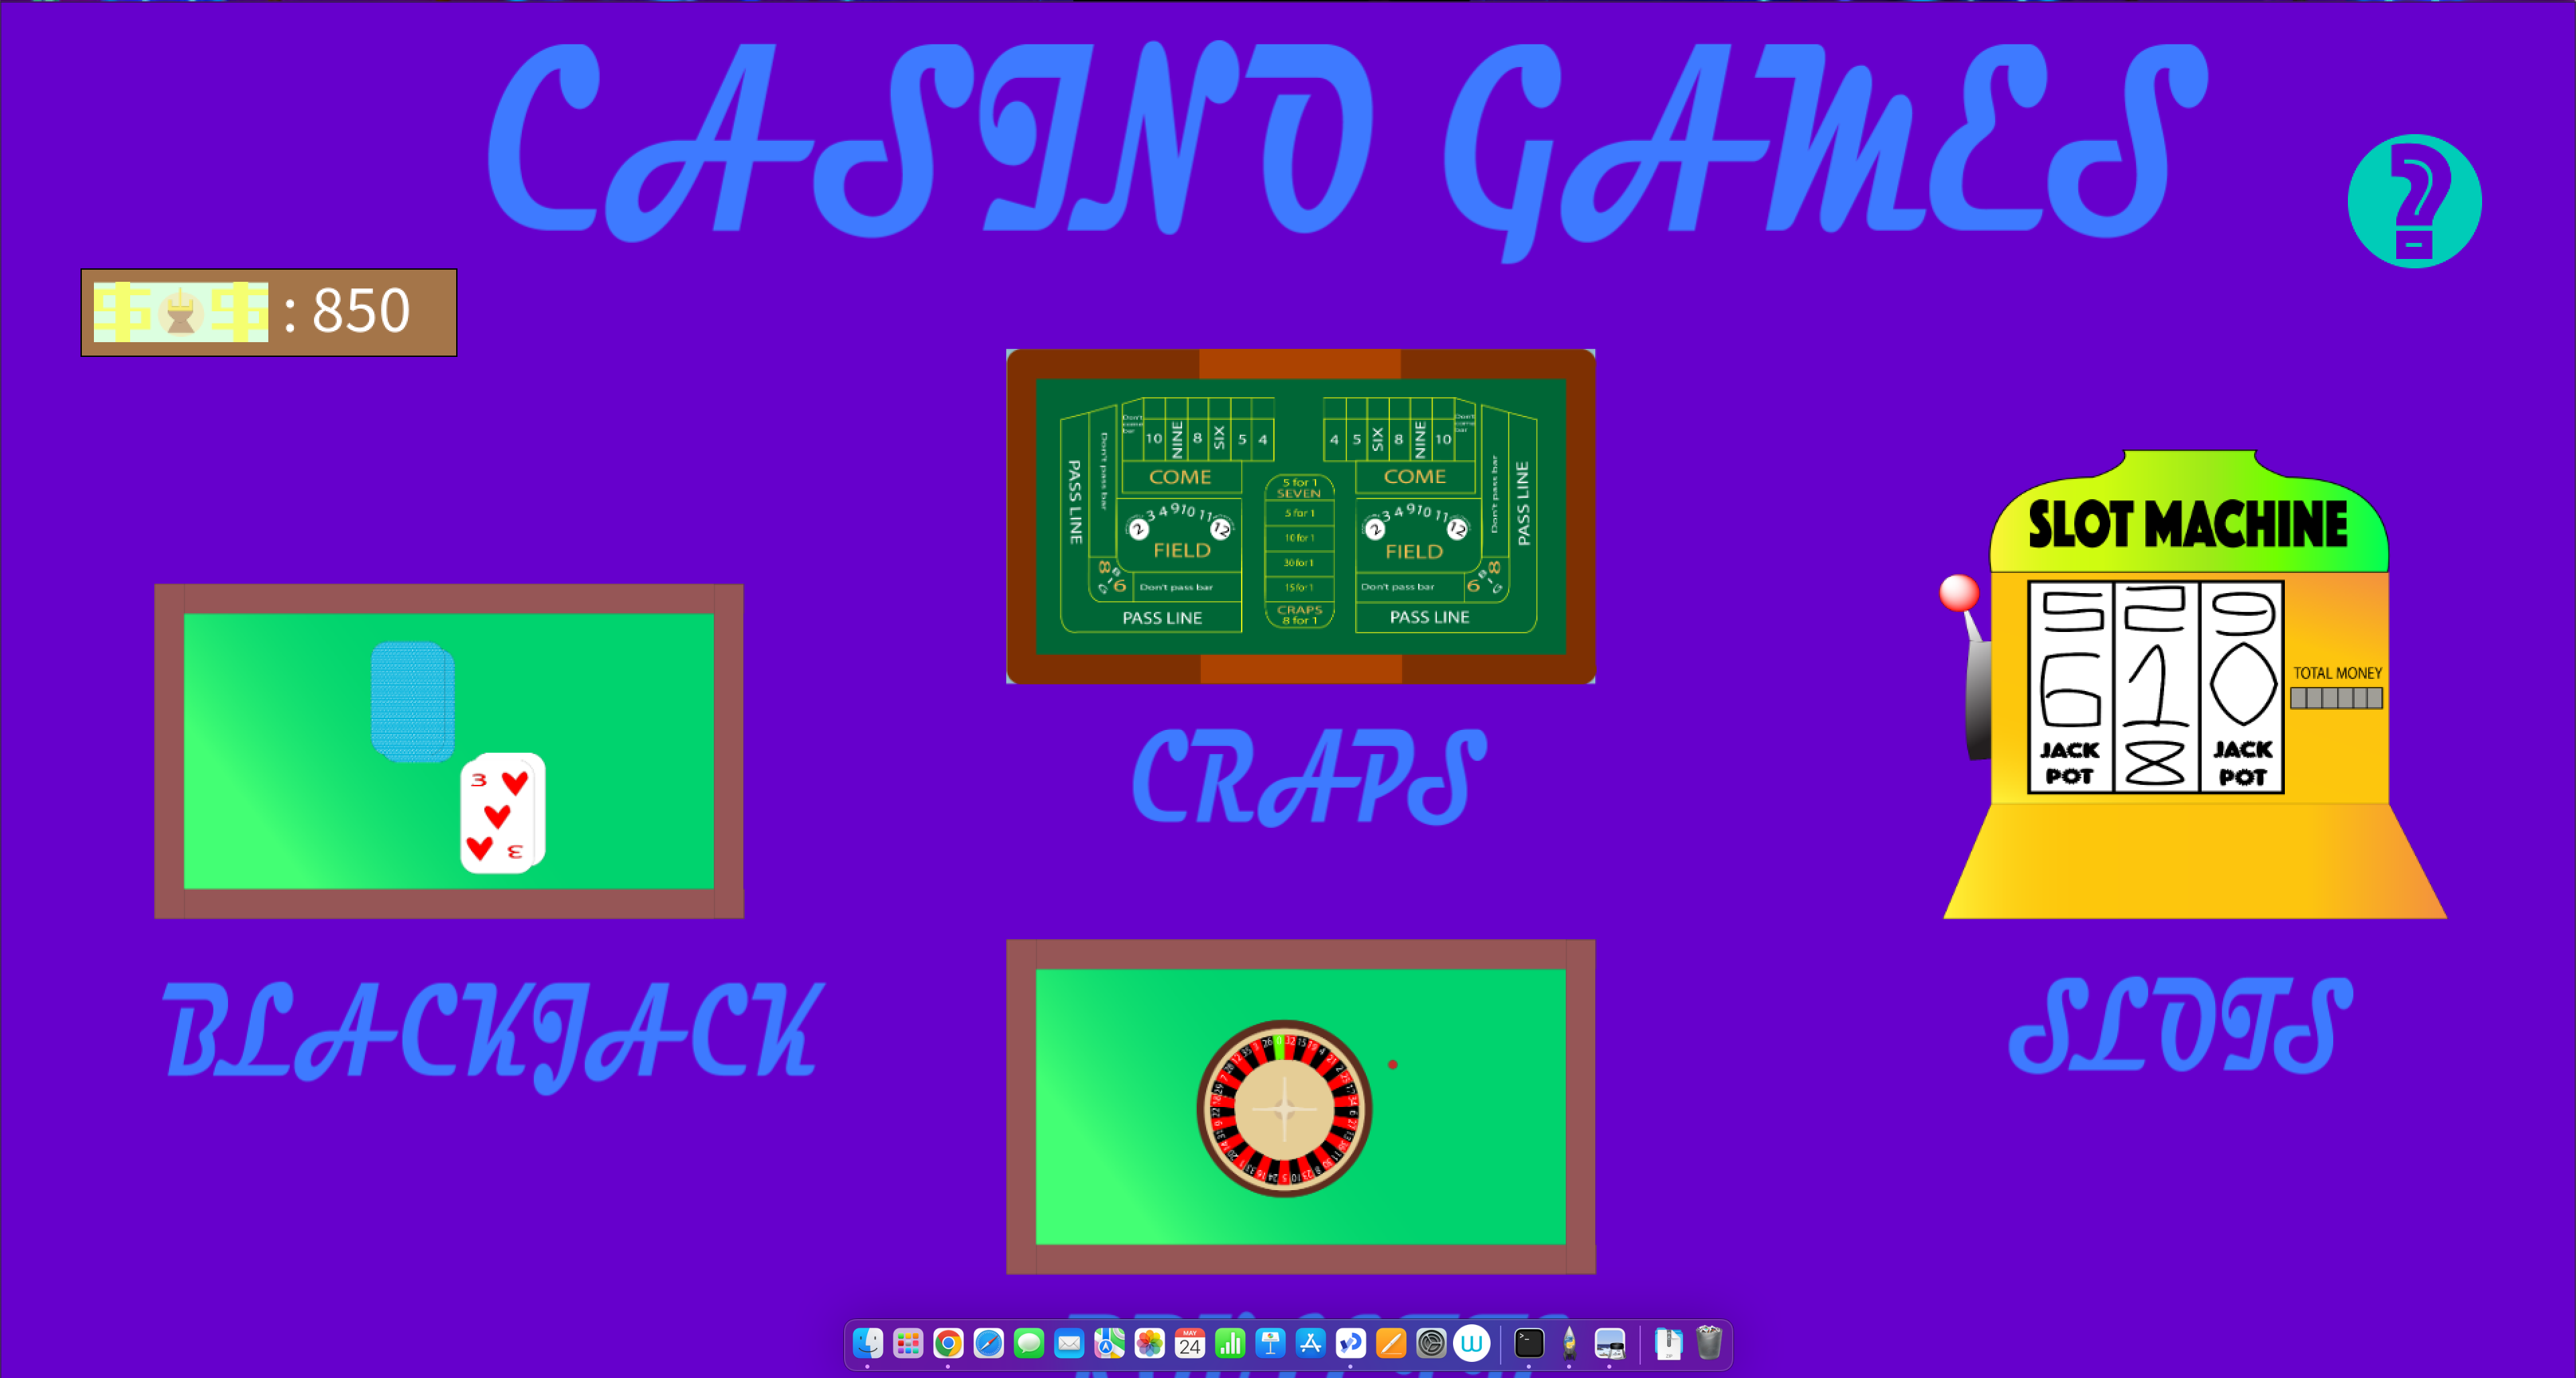 CASINO GAMES
?
: 850
10 NINE 8 SIX 5 4
4 5 SIX 8 NINE 10
Don't come bar
Don't come bar
PASS LINE
Don't pass bar
COME
COME
Don't pass bar
PASS LINE
5 for 1
SEVEN
5 for 1
10 for 1
30 for 1
15 for 1
CRAPS
8 for 1
2 3 4 9 10 11 12
FIELD
2 3 4 9 10 11 12
FIELD
BIG 6 8
Don't pass bar
Don't pass bar
BIG 6 8
PASS LINE
PASS LINE
CRAPS
SLOT MACHINE
5 2 9
6 1 0
JACK POT
8
JACK POT
TOTAL MONEY
3
3
BLACKJACK
SLOTS
MAY
24